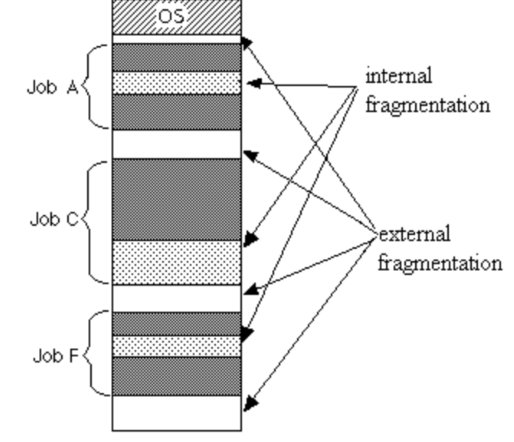 OS
Job A
internal
fragmentation
Job C
external
fragmentation
Job F